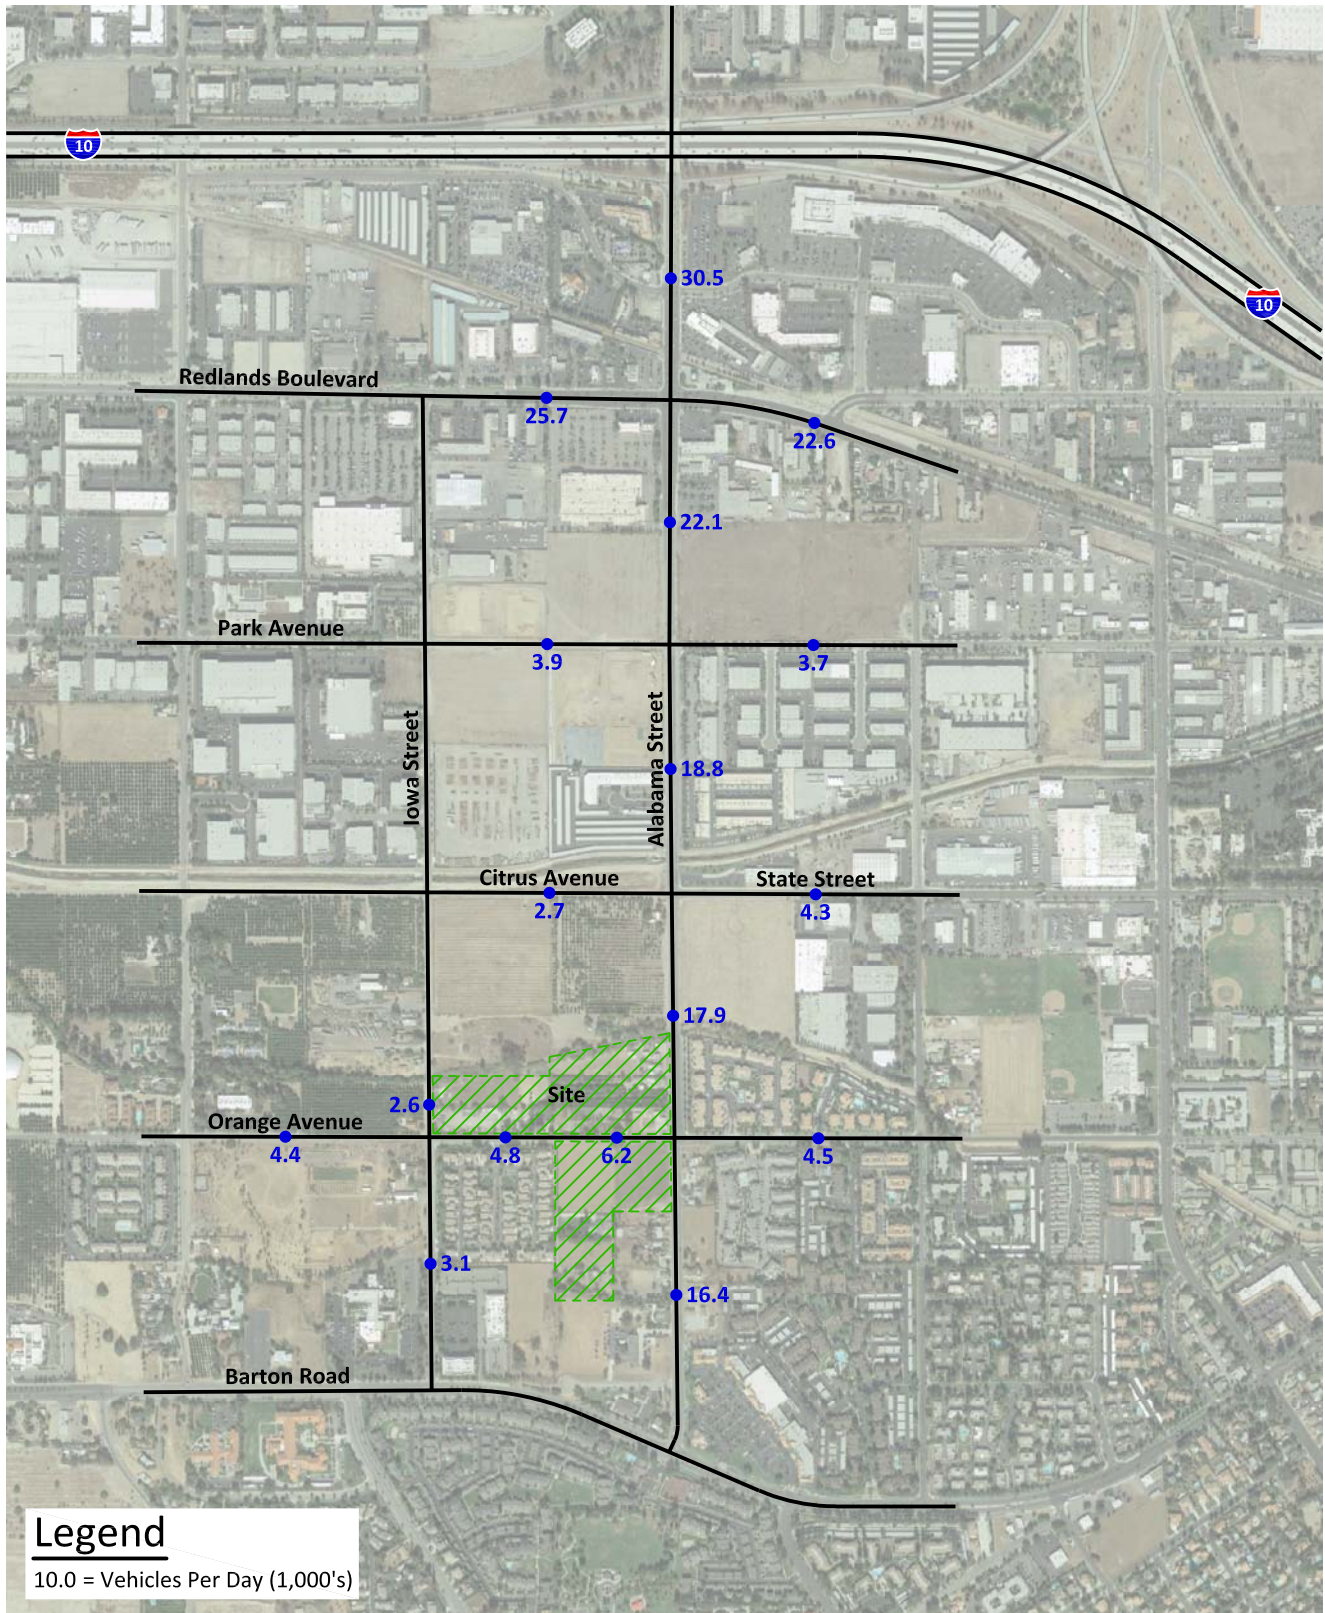 10
30.5
10
Redlands Boulevard
25.7
22.6
22.1
Park Avenue
3.9
3.7
Iowa Street
Alabama Street
18.8
Citrus Avenue
State Street
2.7
4.3
17.9
Site
2.6
Orange Avenue
4.4
4.8
6.2
4.5
3.1
16.4
Barton Road
Legend
10.0 = Vehicles Per Day (1,000's)